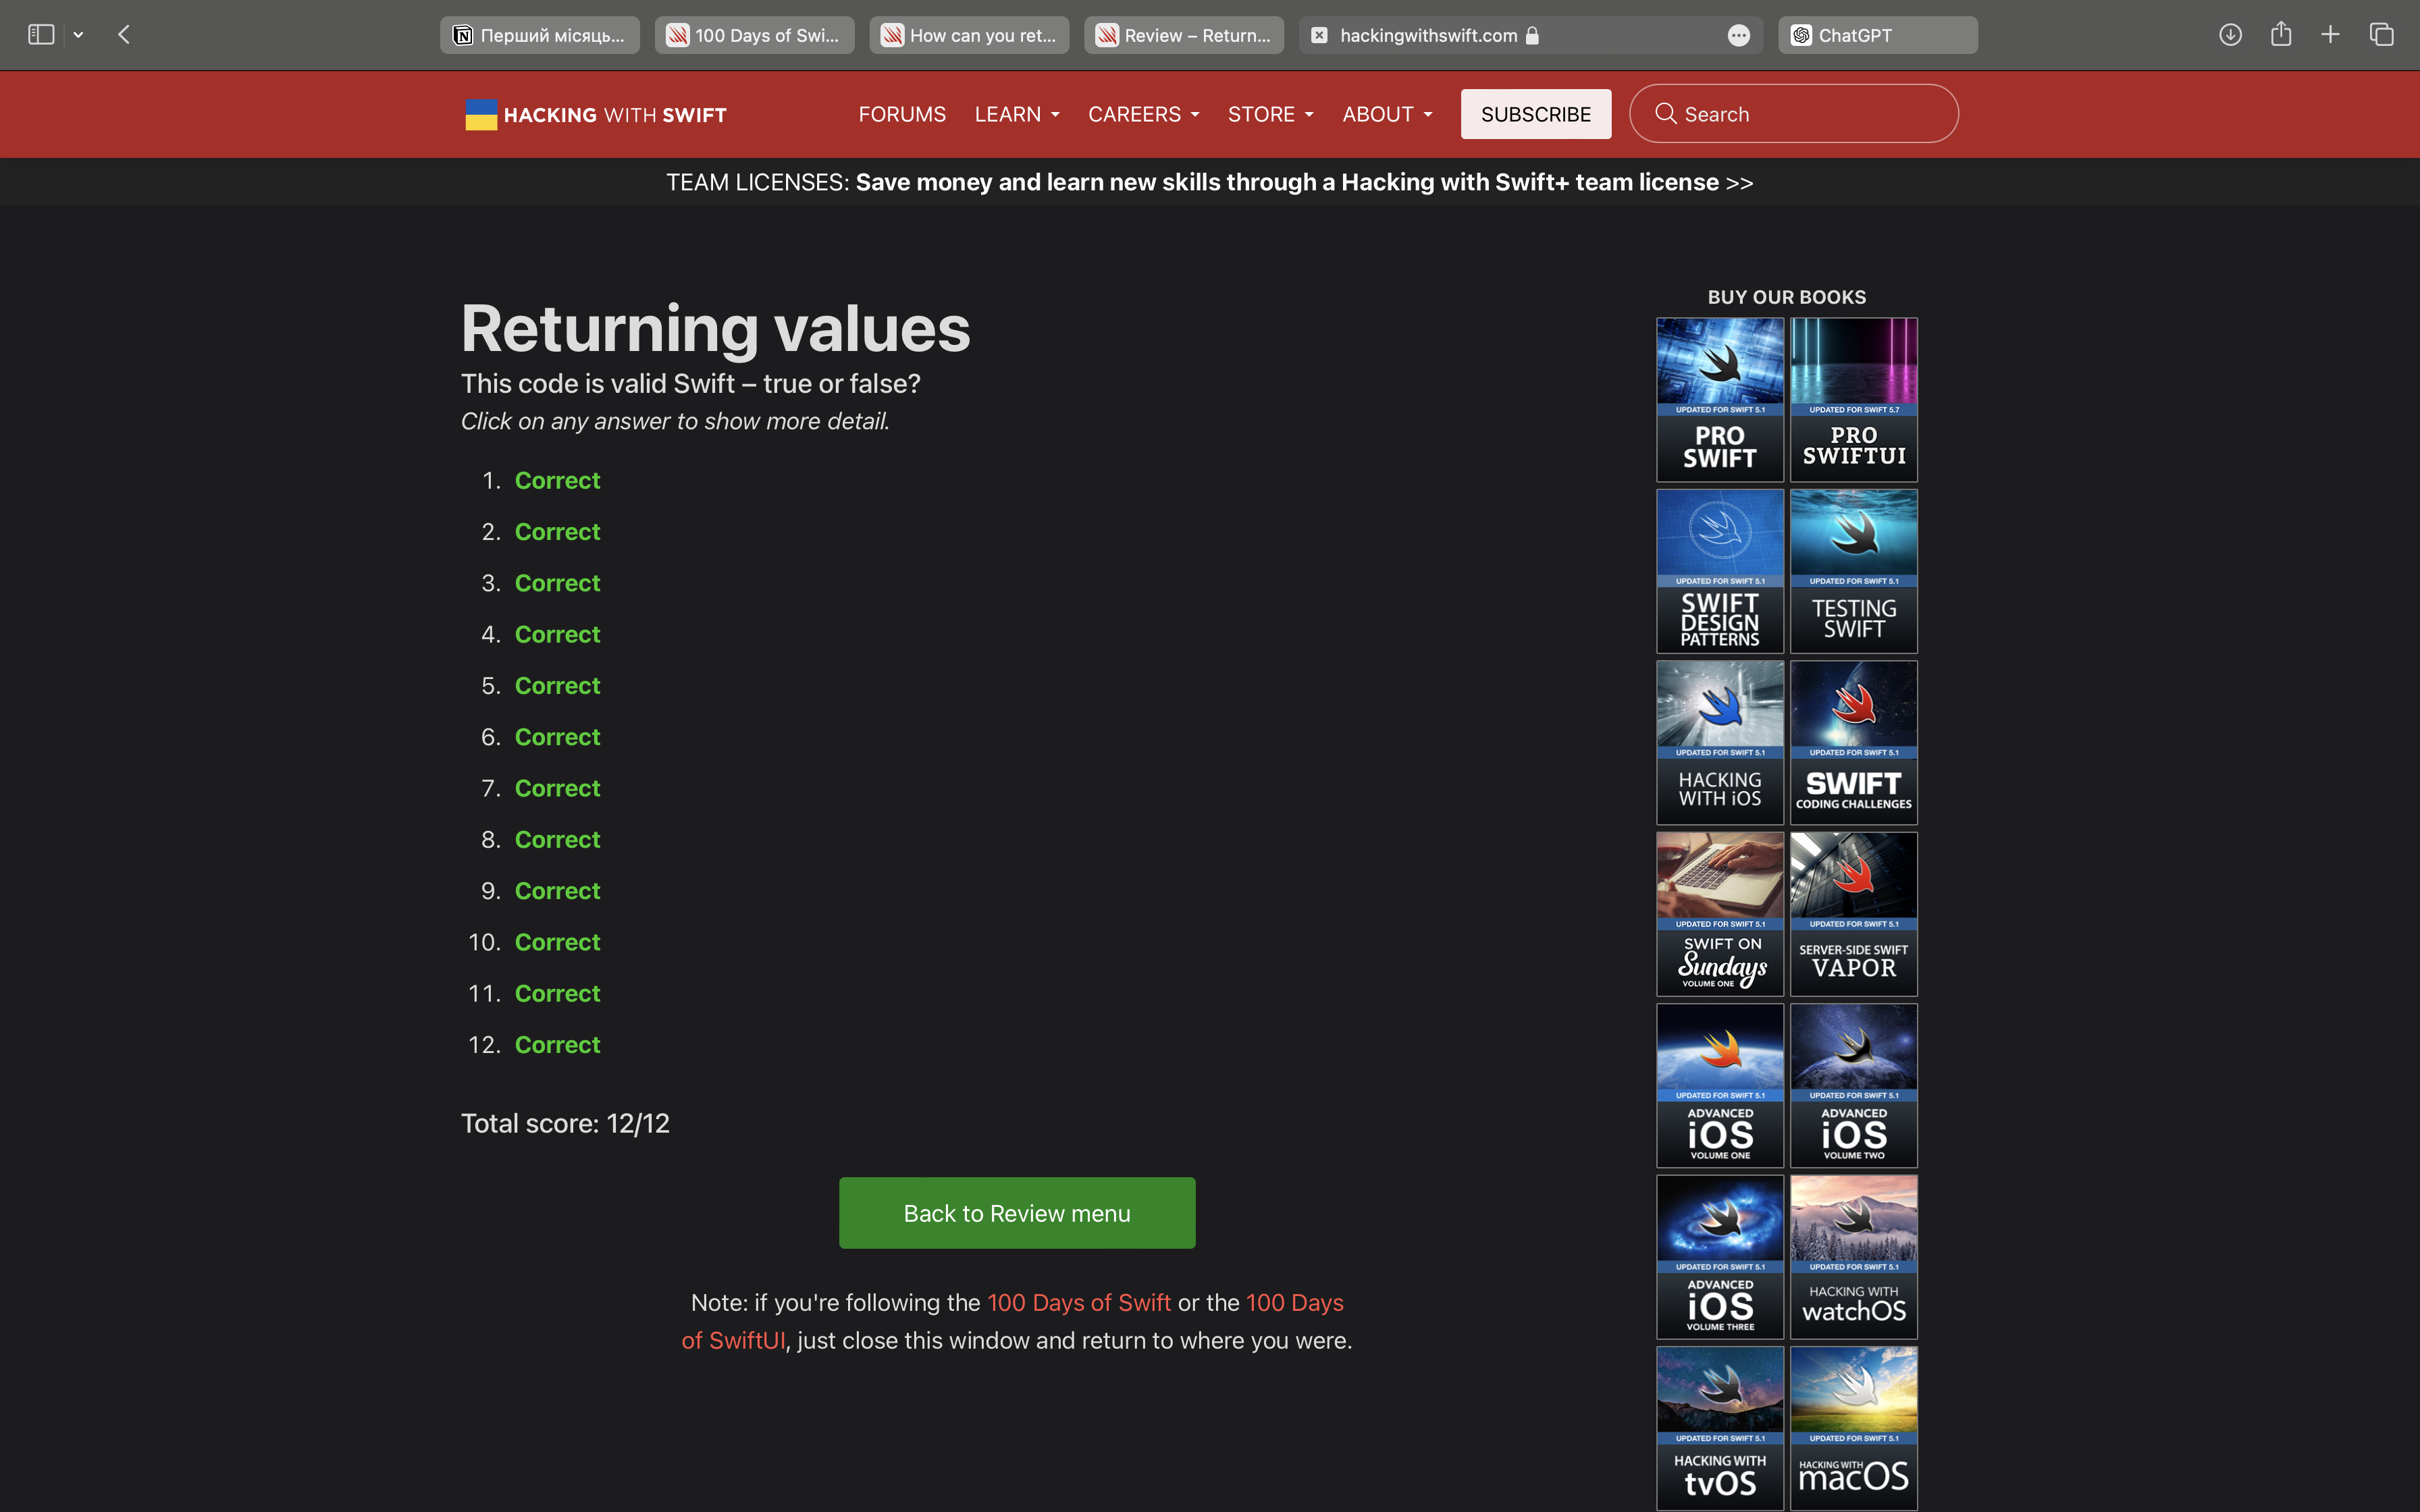 Перший місяць...
100 Days of Swi...
How can you ret...
Review – Return...
hackingwithswift.com
ChatGPT
HACKING WITH SWIFT
FORUMS
LEARN
CAREERS
STORE
ABOUT
SUBSCRIBE
Search
TEAM LICENSES: Save money and learn new skills through a Hacking with Swift+ team license >>
Returning values
This code is valid Swift – true or false?
Click on any answer to show more detail.
1. Correct
2. Correct
3. Correct
4. Correct
5. Correct
6. Correct
7. Correct
8. Correct
9. Correct
10. Correct
11. Correct
12. Correct
Total score: 12/12
Back to Review menu
Note: if you're following the 100 Days of Swift or the 100 Days
of SwiftUI, just close this window and return to where you were.
BUY OUR BOOKS
UPDATED FOR SWIFT 5.1
PRO
SWIFT
UPDATED FOR SWIFT 5.7
PRO
SWIFTUI
UPDATED FOR SWIFT 5.1
SWIFT
DESIGN
PATTERNS
UPDATED FOR SWIFT 5.1
TESTING
SWIFT
UPDATED FOR SWIFT 5.1
HACKING
WITH iOS
UPDATED FOR SWIFT 5.1
SWIFT
CODING CHALLENGES
UPDATED FOR SWIFT 5.1
SWIFT ON
Sundays
VOLUME ONE
UPDATED FOR SWIFT 5.1
SERVER-SIDE SWIFT
VAPOR
UPDATED FOR SWIFT 5.1
ADVANCED
iOS
VOLUME ONE
UPDATED FOR SWIFT 5.1
ADVANCED
iOS
VOLUME TWO
UPDATED FOR SWIFT 5.1
ADVANCED
iOS
VOLUME THREE
UPDATED FOR SWIFT 5.1
HACKING WITH
watchOS
UPDATED FOR SWIFT 5.1
HACKING WITH
tvOS
UPDATED FOR SWIFT 5.1
HACKING WITH
macOS